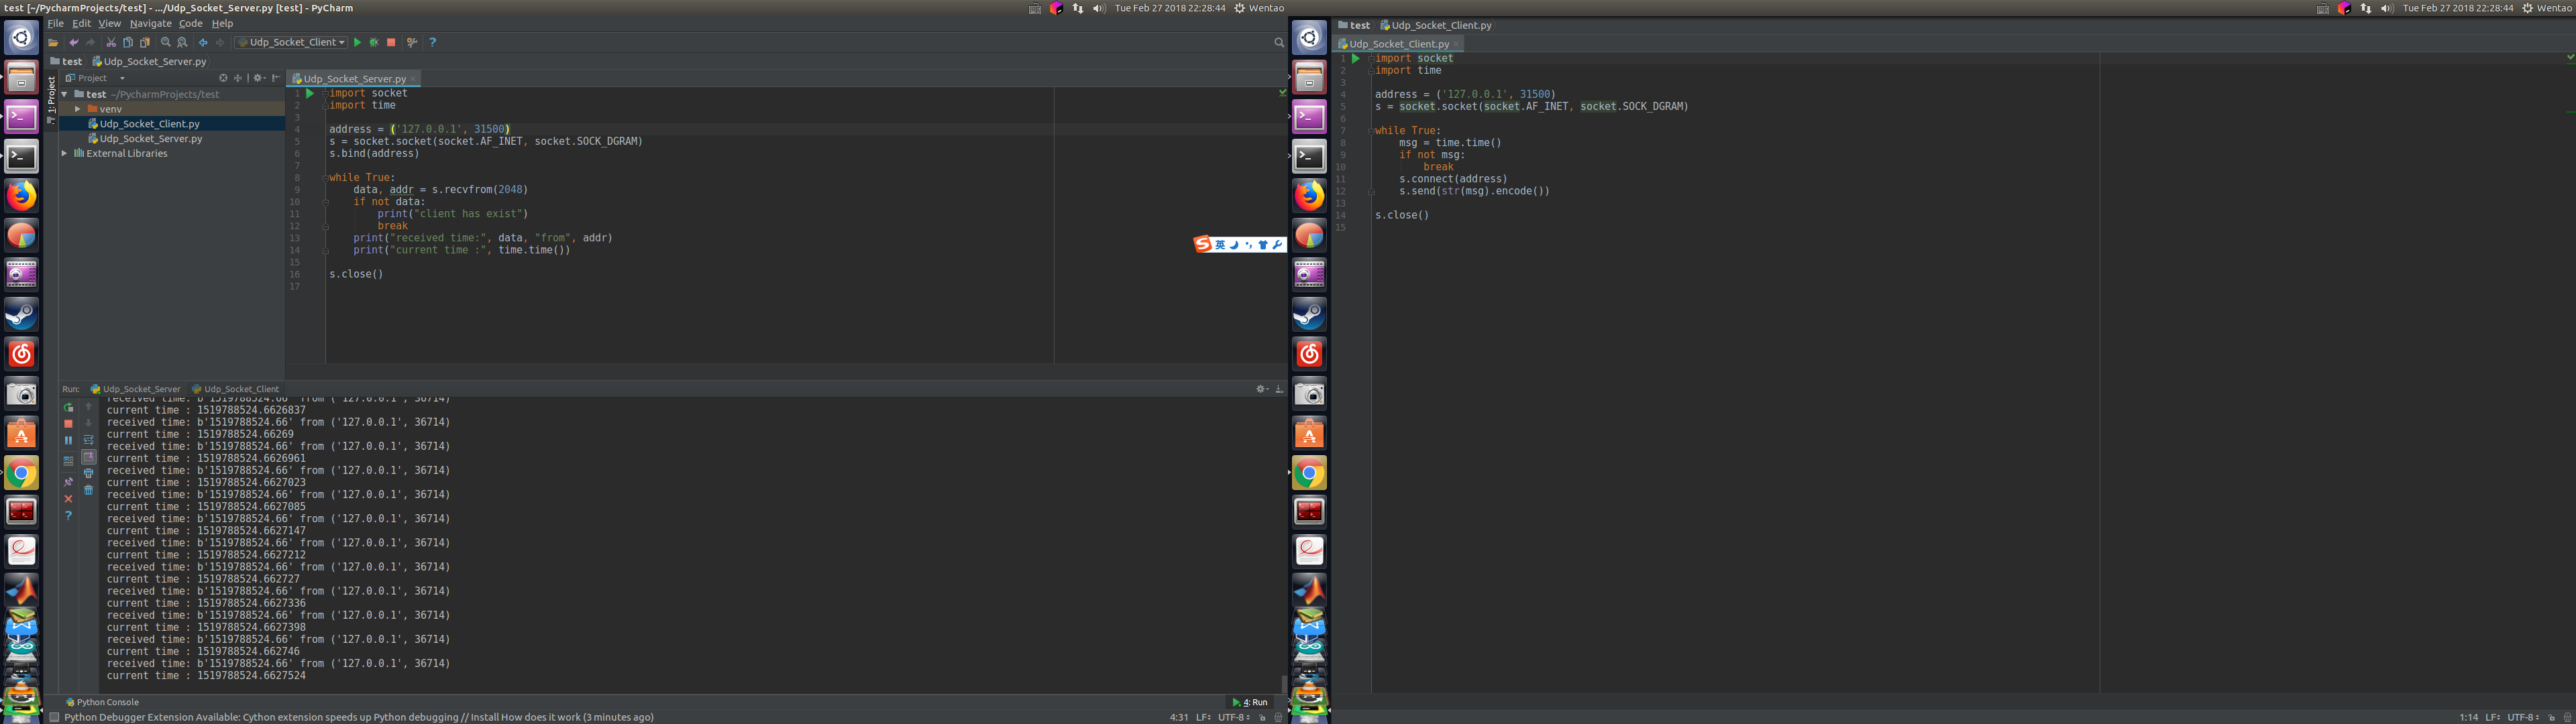 test [~/PycharmProjects/test] - .../Udp_Socket_Server.py [test] - PyCharm
Tue Feb 27 2018 22:28:44 Wentao
File Edit View Navigate Code Help
Udp_Socket_Client
test Udp_Socket_Server.py
1: Project
Project
test ~/PycharmProjects/test
venv
Udp_Socket_Client.py
Udp_Socket_Server.py
External Libraries
Udp_Socket_Server.py
1 import socket
2 import time
3
4 address = ('127.0.0.1', 31500)
5 s = socket.socket(socket.AF_INET, socket.SOCK_DGRAM)
6 s.bind(address)
7
8 while True:
9 data, addr = s.recvfrom(2048)
10 if not data:
11 print("client has exist")
12 break
13 print("received time:", data, "from", addr)
14 print("current time :", time.time())
15
16 s.close()
17
英
Run: Udp_Socket_Server Udp_Socket_Client
received time: b'1519788524.66' from ('127.0.0.1', 36714)
current time : 1519788524.6626837
received time: b'1519788524.66' from ('127.0.0.1', 36714)
current time : 1519788524.66269
received time: b'1519788524.66' from ('127.0.0.1', 36714)
current time : 1519788524.6626961
received time: b'1519788524.66' from ('127.0.0.1', 36714)
current time : 1519788524.6627023
received time: b'1519788524.66' from ('127.0.0.1', 36714)
current time : 1519788524.6627085
received time: b'1519788524.66' from ('127.0.0.1', 36714)
current time : 1519788524.6627147
received time: b'1519788524.66' from ('127.0.0.1', 36714)
current time : 1519788524.6627212
received time: b'1519788524.66' from ('127.0.0.1', 36714)
current time : 1519788524.662727
received time: b'1519788524.66' from ('127.0.0.1', 36714)
current time : 1519788524.6627336
received time: b'1519788524.66' from ('127.0.0.1', 36714)
current time : 1519788524.6627398
received time: b'1519788524.66' from ('127.0.0.1', 36714)
current time : 1519788524.662746
received time: b'1519788524.66' from ('127.0.0.1', 36714)
current time : 1519788524.6627524
Python Console
4: Run
Python Debugger Extension Available: Cython extension speeds up Python debugging // Install How does it work (3 minutes ago)
4:31 LF UTF-8
Tue Feb 27 2018 22:28:44 Wentao
test Udp_Socket_Client.py
Udp_Socket_Client.py
1 import socket
2 import time
3
4 address = ('127.0.0.1', 31500)
5 s = socket.socket(socket.AF_INET, socket.SOCK_DGRAM)
6
7 while True:
8 msg = time.time()
9 if not msg:
10 break
11 s.connect(address)
12 s.send(str(msg).encode())
13
14 s.close()
15
1:14 LF UTF-8